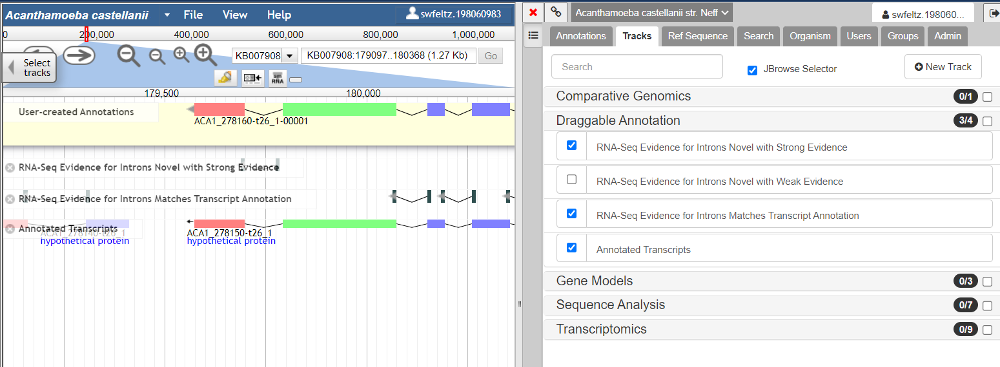 Acanthamoeba castellanii File View Help swfeltz.198060983
0 200,000 400,000 600,000 800,000 1,000,000
Select
tracks
KB007908 KB007908:179097..180368 (1.27 Kb) Go
sm
RNA
179,500 180,000
User-created Annotations
ACA1_278160-t26_1-00001
RNA-Seq Evidence for Introns Novel with Strong Evidence
RNA-Seq Evidence for Introns Matches Transcript Annotation
Annotated Transcripts
ACA1_278140-t26_1 ACA1_278150-t26_1
hypothetical protein hypothetical protein
Acanthamoeba castellanii str. Neff swfeltz.198060...
Annotations Tracks Ref Sequence Search Organism Users Groups Admin
Search JBrowse Selector New Track
Comparative Genomics 0/1
Draggable Annotation 3/4
RNA-Seq Evidence for Introns Novel with Strong Evidence
RNA-Seq Evidence for Introns Novel with Weak Evidence
RNA-Seq Evidence for Introns Matches Transcript Annotation
Annotated Transcripts
Gene Models 0/3
Sequence Analysis 0/7
Transcriptomics 0/9